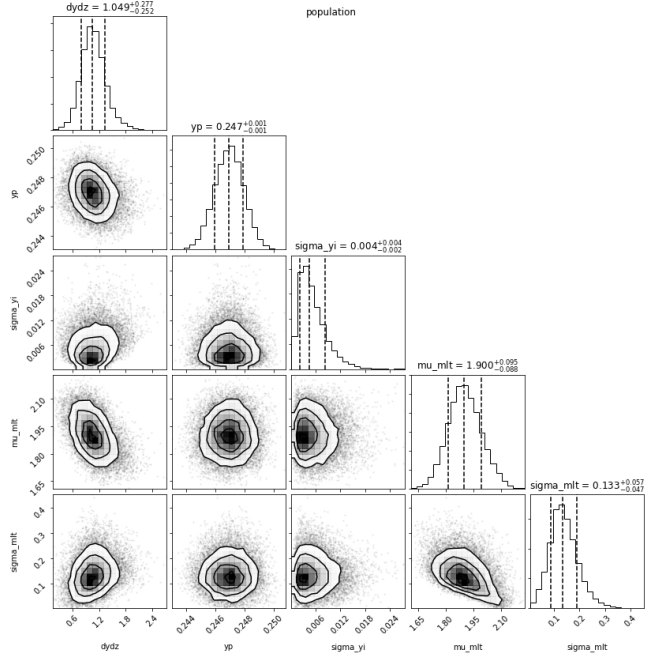 population
dydz = 1.049+0.277 −0.252
yp = 0.247+0.001 −0.001
sigma_yi = 0.004+0.004 −0.002
mu_mlt = 1.900+0.095 −0.088
sigma_mlt = 0.133+0.057 −0.047
yp
0.250
0.248
0.246
0.244
sigma_yi
0.024
0.018
0.012
0.006
mu_mlt
2.10
1.95
1.80
1.65
sigma_mlt
0.4
0.3
0.2
0.1
0.6 1.2 1.8 2.4
0.244 0.246 0.248 0.250
0.006 0.012 0.018 0.024
1.65 1.80 1.95 2.10
0.1 0.2 0.3 0.4
dydz yp sigma_yi mu_mlt sigma_mlt